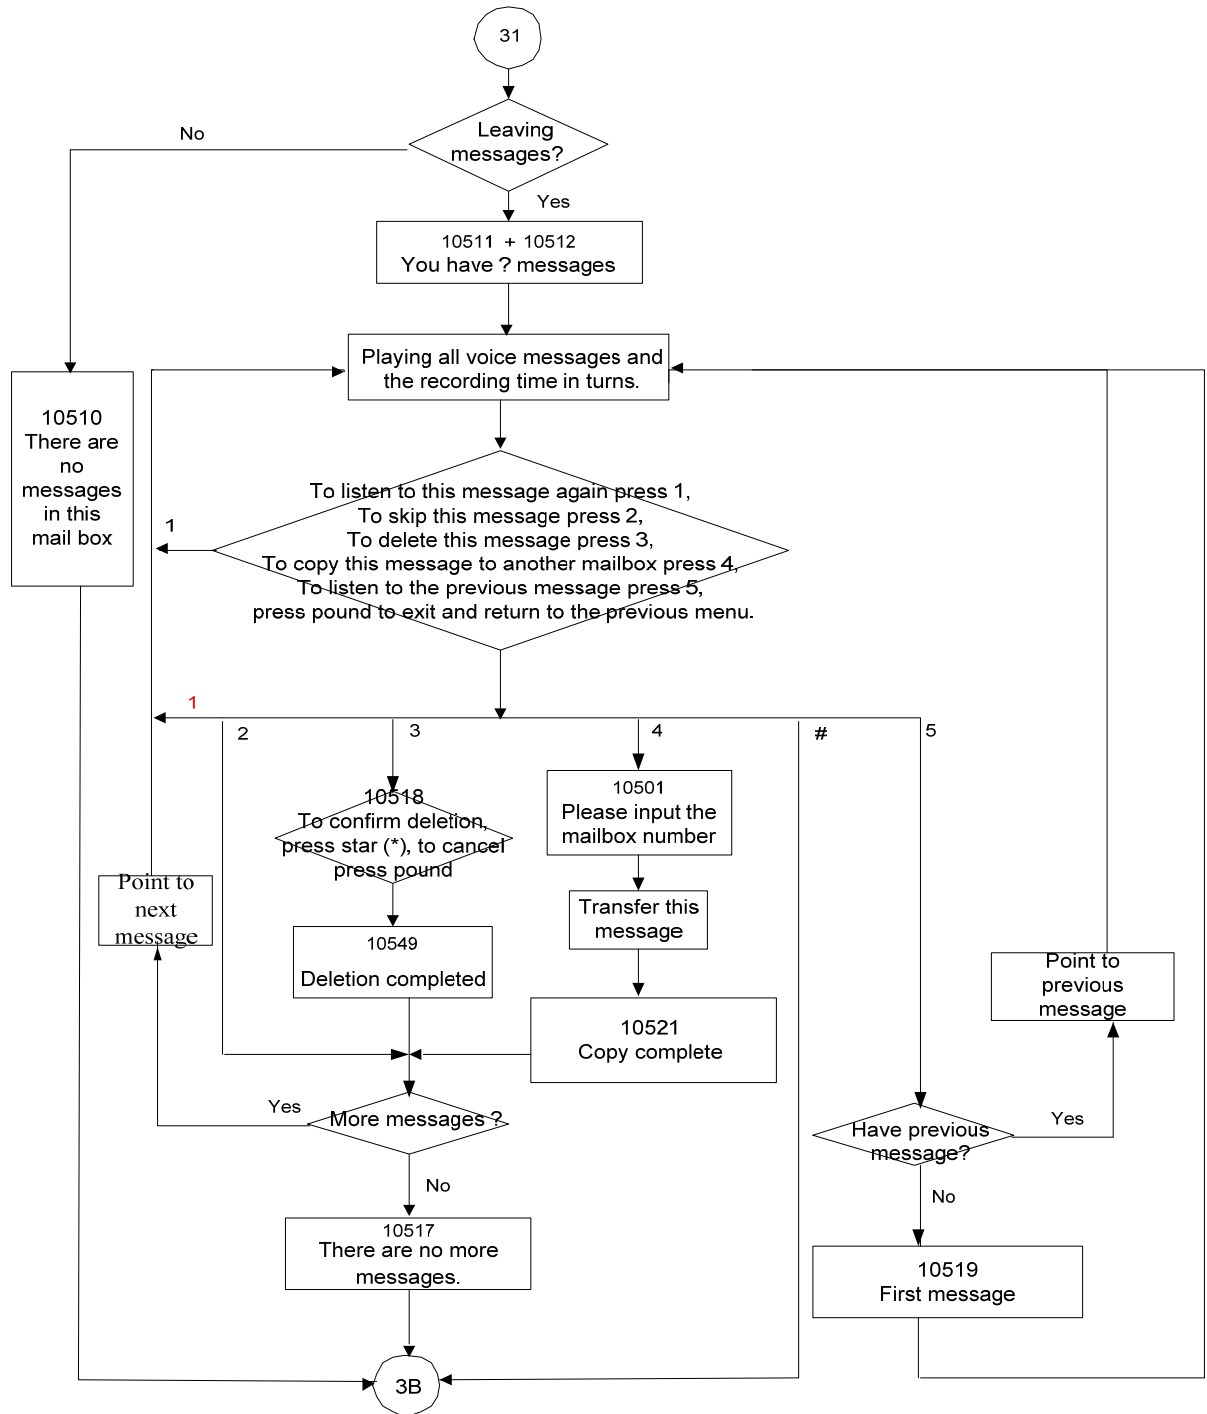 31
Leaving
messages?
No
Yes
10511 + 10512
You have ? messages
Playing all voice messages and
the recording time in turns.
10510
There are
no
messages
in this
mail box
To listen to this message again press 1,
To skip this message press 2,
To delete this message press 3,
To copy this message to another mailbox press 4,
To listen to the previous message press 5,
press pound to exit and return to the previous menu.
1
1
2
3
4
#
5
10518
To confirm deletion,
press star (*), to cancel
press pound
10501
Please input the
mailbox number
Point to
next
message
Transfer this
message
10549
Deletion completed
Point to
previous
message
10521
Copy complete
Yes
More messages ?
Have previous
message?
Yes
No
No
10517
There are no more
messages.
10519
First message
3B